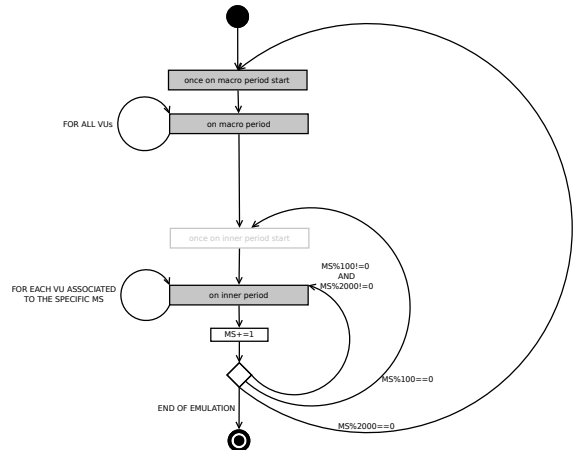 once on macro period start
FOR ALL VUs
on macro period
once on inner period start
MS%100!=0
AND
MS%2000!=0
FOR EACH VU ASSOCIATED
TO THE SPECIFIC MS
on inner period
MS+=1
MS%100==0
END OF EMULATION
MS%2000==0